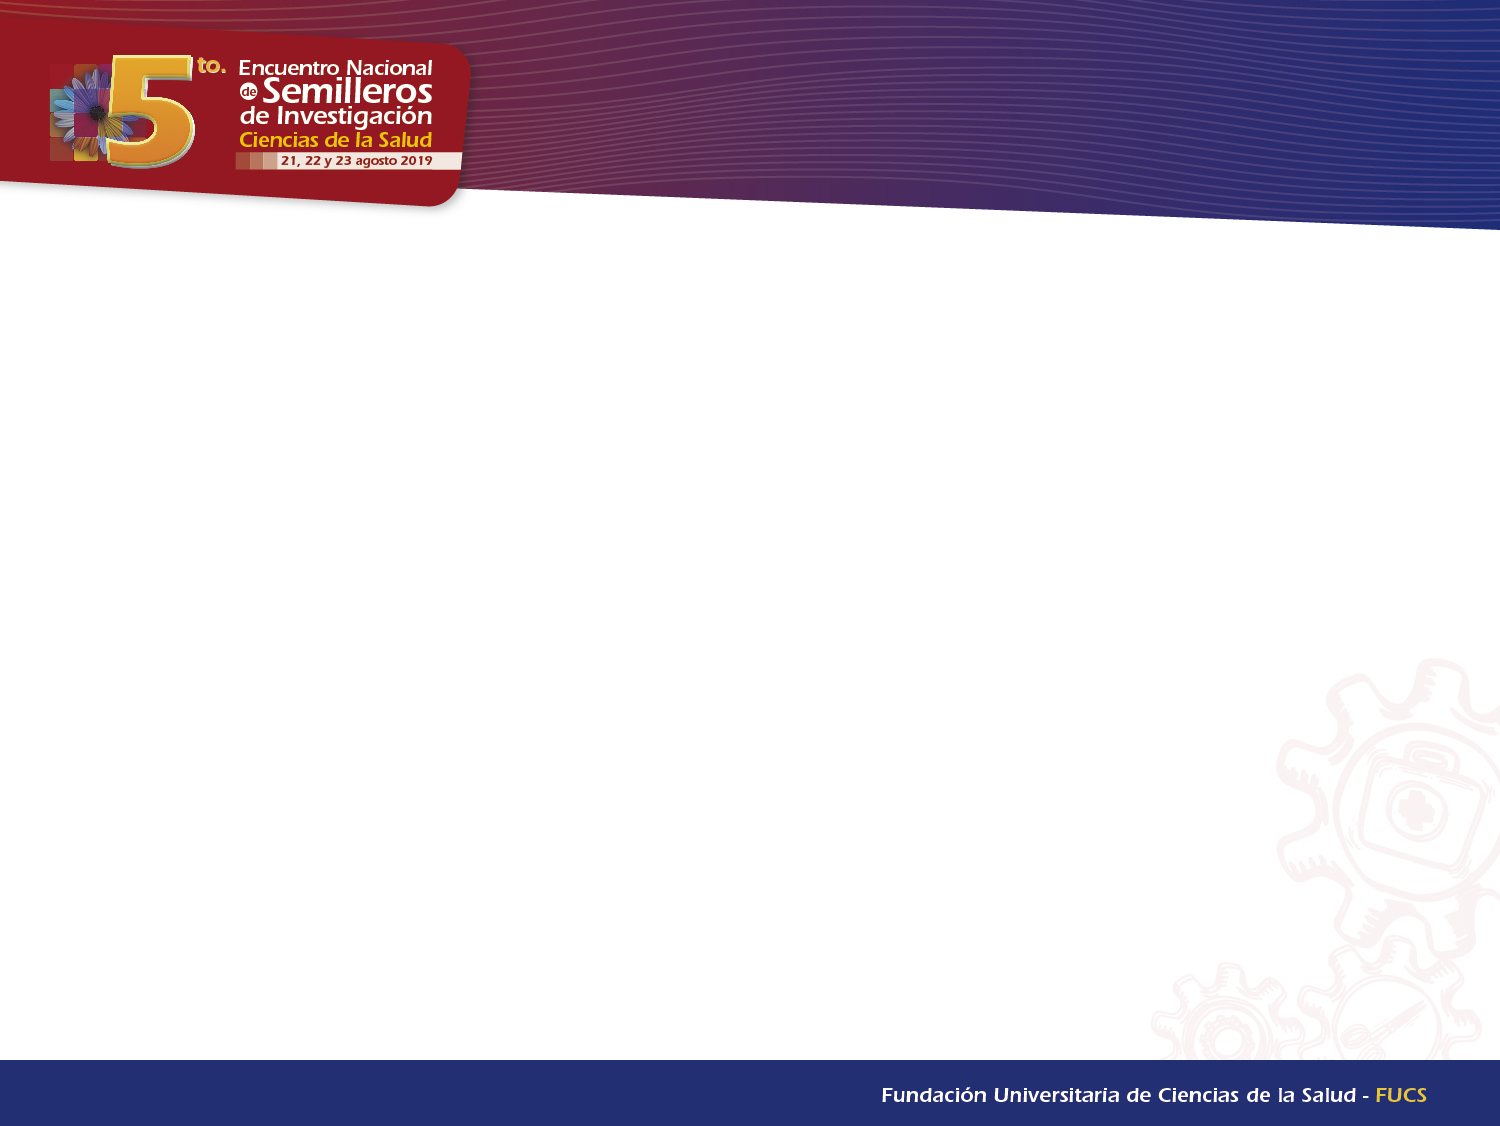 5to.
Encuentro Nacional
de Semilleros
de Investigación
Ciencias de la Salud
21, 22 y 23 agosto 2019
Fundación Universitaria de Ciencias de la Salud - FUCS